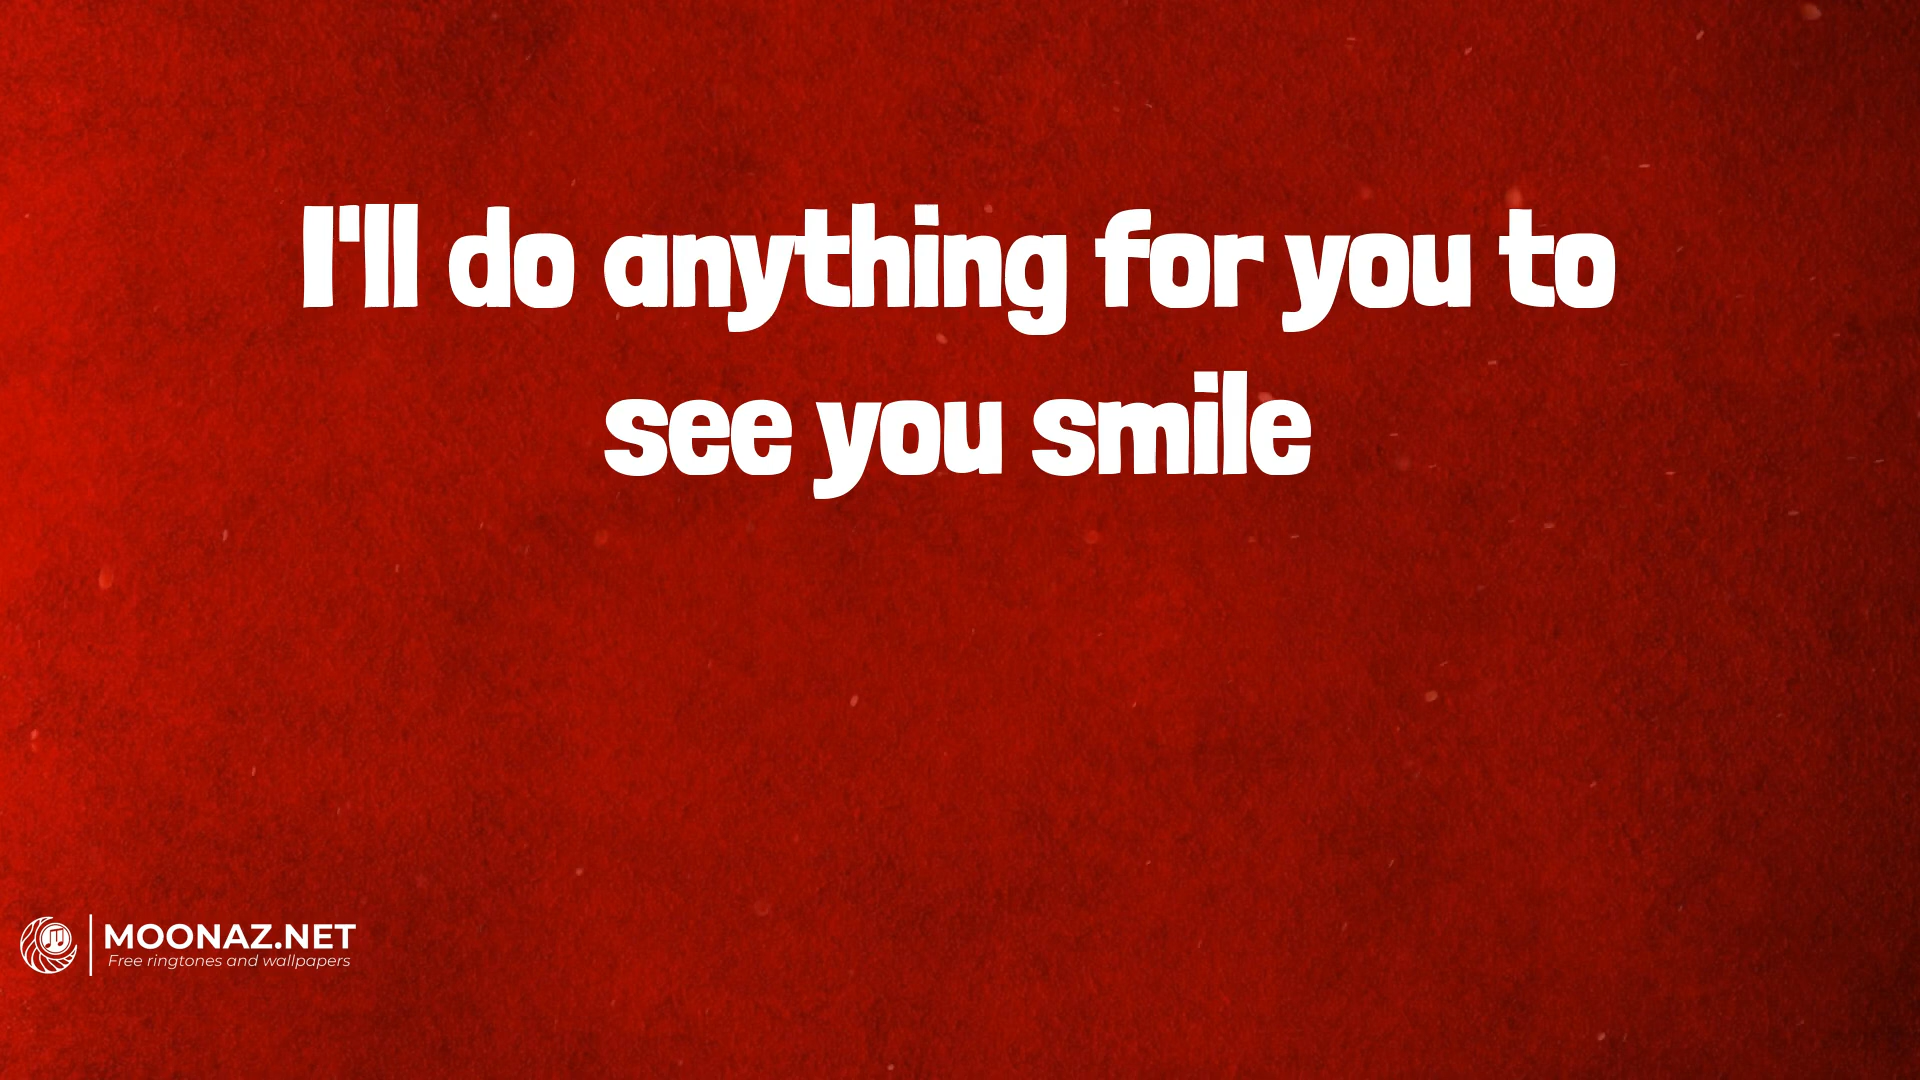 I'll do anything for you to
see you smile
MOONAZ.NET
Free ringtones and wallpapers